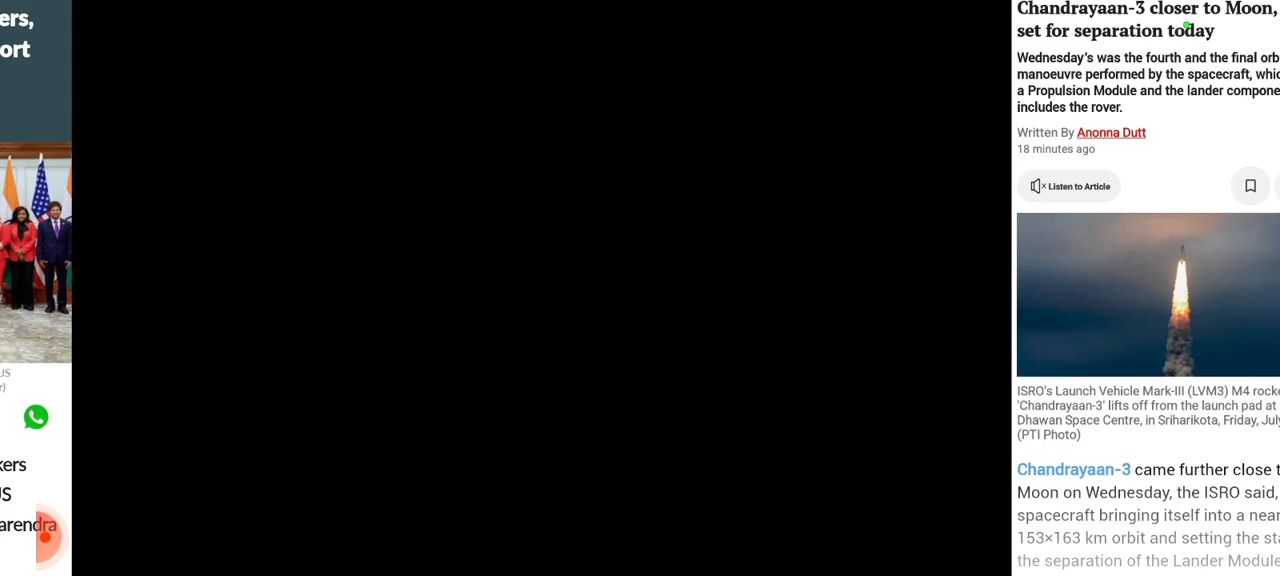 ers,
ort
US
r)
kers
US
arendra
Chandrayaan-3 closer to Moon,
set for separation today
Wednesday's was the fourth and the final orb
manoeuvre performed by the spacecraft, whic
a Propulsion Module and the lander compone
includes the rover.
Written By Anonna Dutt
18 minutes ago
Listen to Article
ISRO's Launch Vehicle Mark-III (LVM3) M4 rocke
'Chandrayaan-3' lifts off from the launch pad at
Dhawan Space Centre, in Sriharikota, Friday, July
(PTI Photo)
Chandrayaan-3 came further close t
Moon on Wednesday, the ISRO said,
spacecraft bringing itself into a near
153×163 km orbit and setting the sta
the separation of the Lander Module